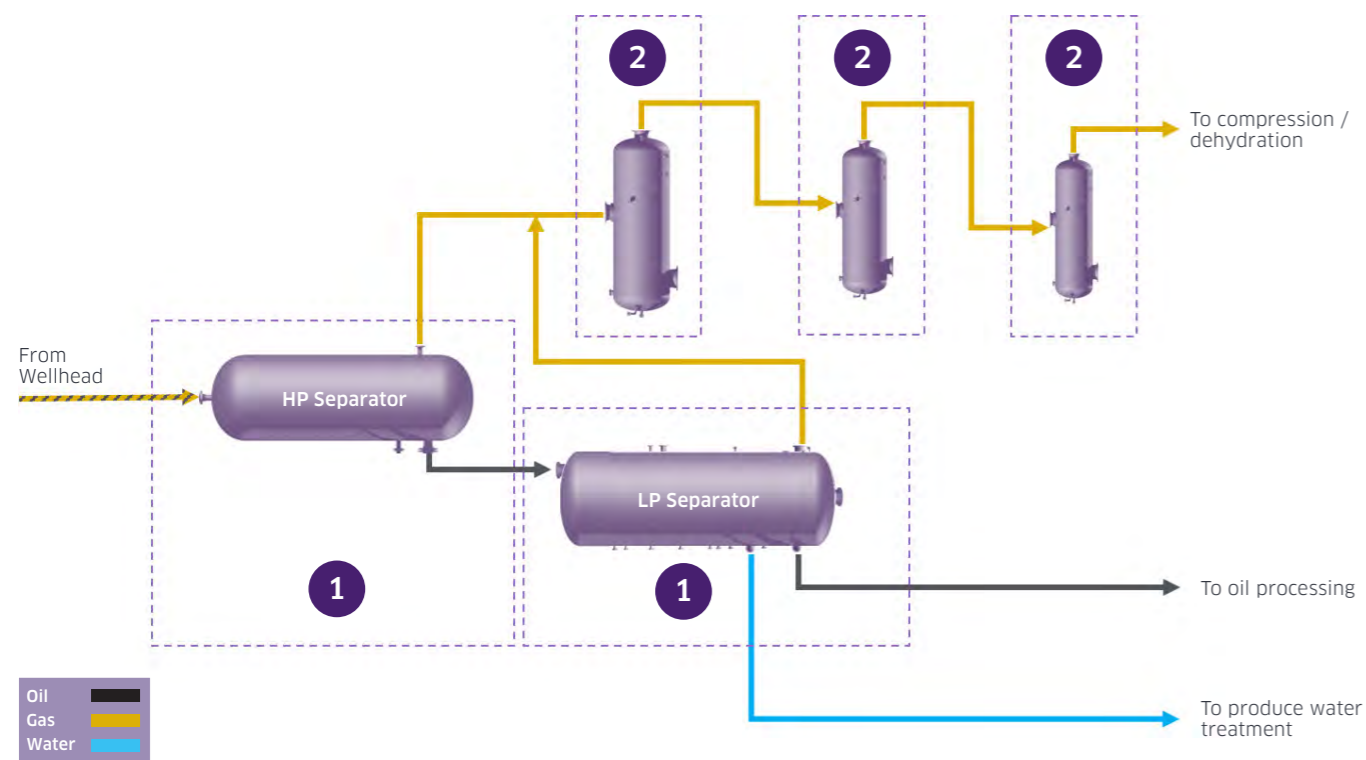 2
2
2
To compression /
dehydration
From
Wellhead
HP Separator
LP Separator
1
1
To oil processing
Oil
Gas
Water
To produce water
treatment